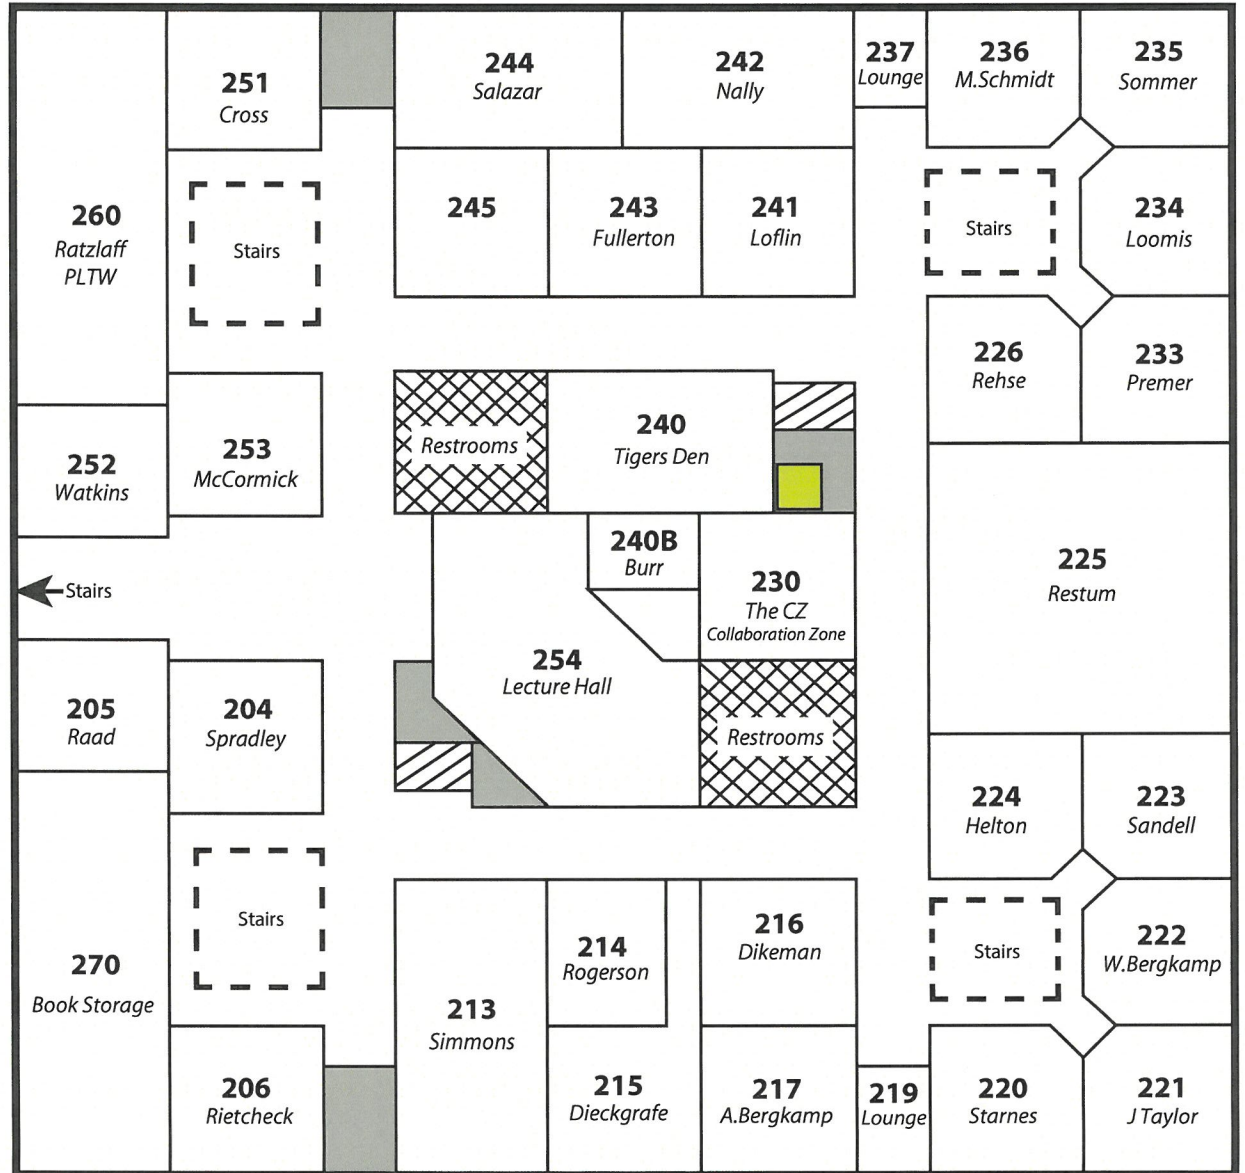 251
Cross
244
Salazar
242
Nally
237
Lounge
236
M.Schmidt
235
Sommer
260
Ratzlaff
PLTW
Stairs
245
243
Fullerton
241
Loflin
Stairs
234
Loomis
226
Rehse
233
Premer
252
Watkins
253
McCormick
Restrooms
240
Tigers Den
Stairs
240B
Burr
230
The CZ
Collaboration Zone
225
Restum
254
Lecture Hall
205
Raad
204
Spradley
Restrooms
224
Helton
223
Sandell
Stairs
270
Book Storage
213
Simmons
214
Rogerson
216
Dikeman
Stairs
222
W.Bergkamp
206
Rietcheck
215
Dieckgrafe
217
A.Bergkamp
219
Lounge
220
Starnes
221
J Taylor